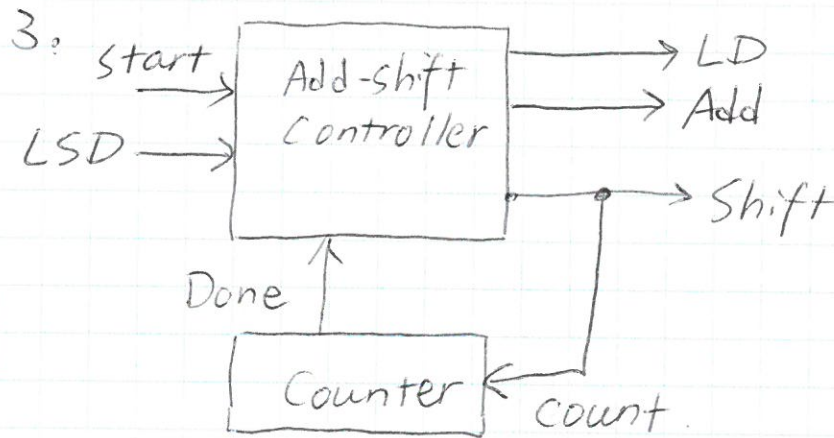 3.
start
LSD
Add-shift
Controller
LD
Add
Shift
Done
Counter
count